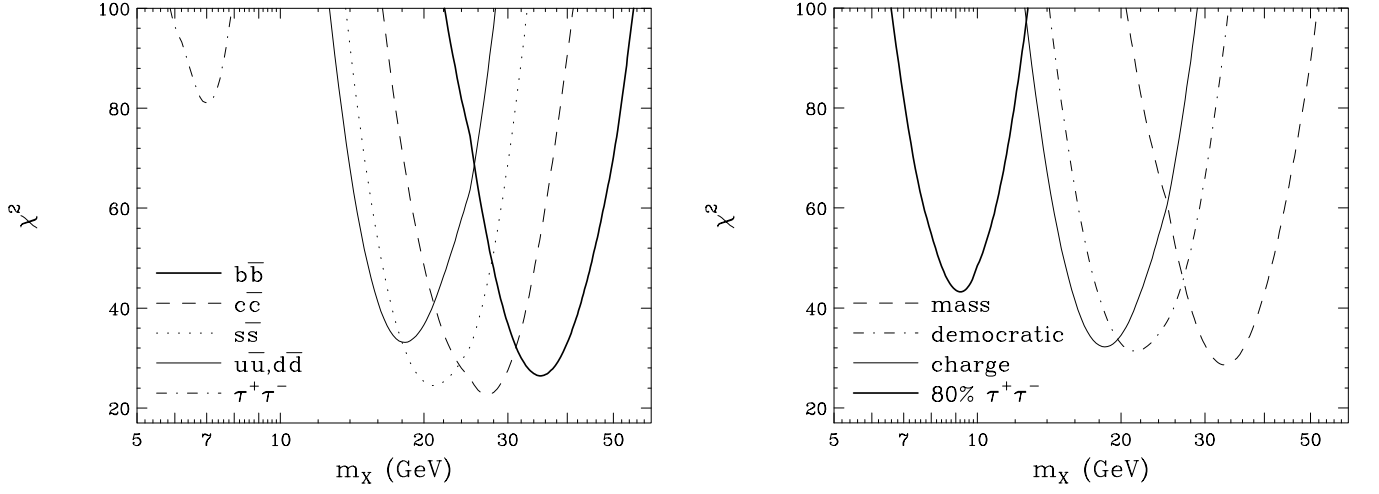 100
80
60
40
20
χ²
bb̅
cc̅
ss̅
uu̅,dd̅
τ⁺τ⁻
5
7
10
20
30
50
m_X (GeV)
100
80
60
40
20
χ²
mass
democratic
charge
80% τ⁺τ⁻
5
7
10
20
30
50
m_X (GeV)